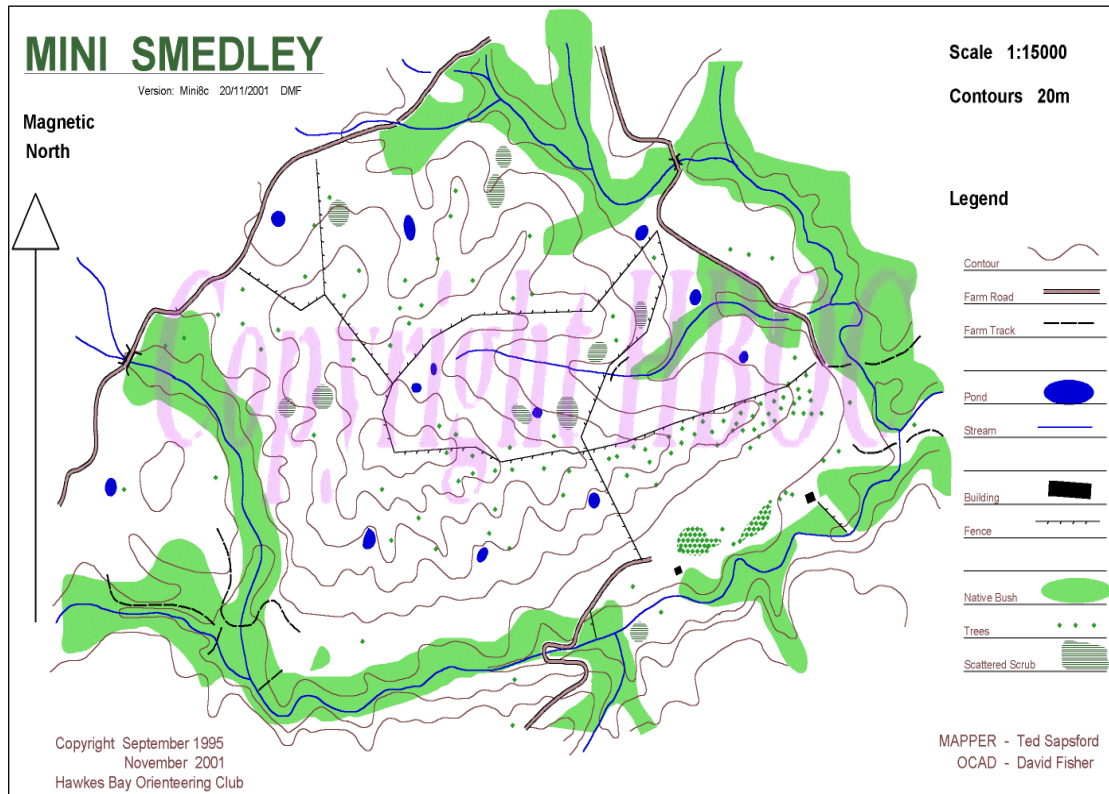 MINI SMEDLEY
Version: Mini8c 20/11/2001 DMF
Magnetic
North
Scale 1:15000
Contours 20m
Legend
Contour
Farm Road
Farm Track
Pond
Stream
Building
Fence
Native Bush
Trees
Scattered Scrub
Copyright HBOC
Copyright September 1995
November 2001
Hawkes Bay Orienteering Club
MAPPER - Ted Sapsford
OCAD - David Fisher